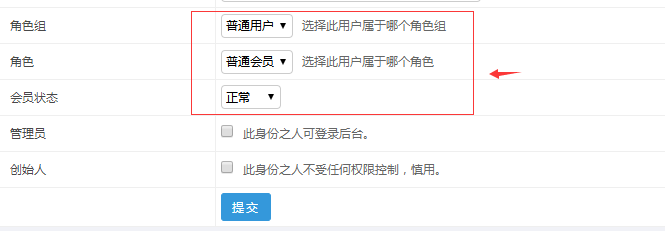 角色组 普通用户 选择此用户属于哪个角色组
角色 普通会员 选择此用户属于哪个角色
会员状态 正常
管理员 此身份之人可登录后台。
创始人 此身份之人不受任何权限控制，慎用。
提交